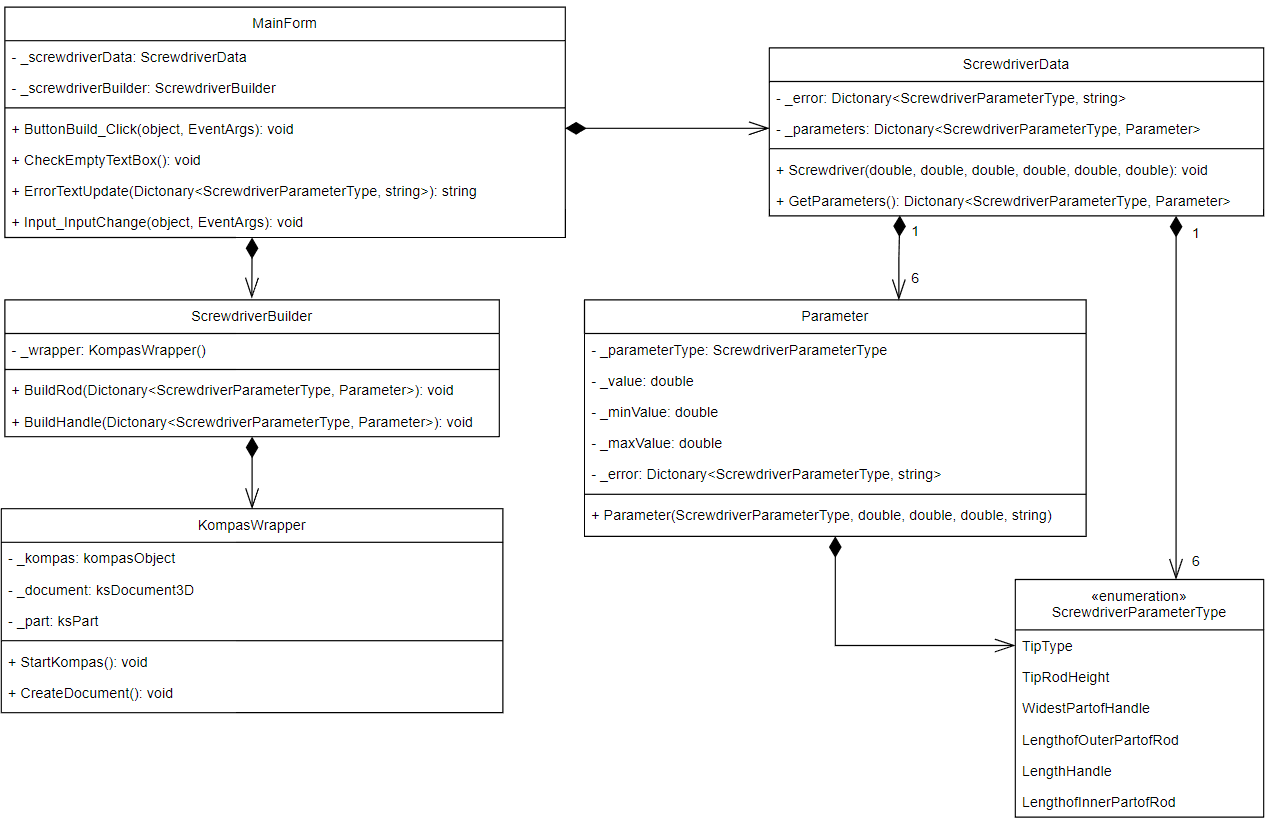 MainForm
- _screwdriverData: ScrewdriverData
- _screwdriverBuilder: ScrewdriverBuilder
+ ButtonBuild_Click(object, EventArgs): void
+ CheckEmptyTextBox(): void
+ ErrorTextUpdate(Dictonary<ScrewdriverParameterType, string>): string
+ Input_InputChange(object, EventArgs): void
ScrewdriverData
- _error: Dictonary<ScrewdriverParameterType, string>
- _parameters: Dictonary<ScrewdriverParameterType, Parameter>
+ Screwdriver(double, double, double, double, double, double): void
+ GetParameters(): Dictonary<ScrewdriverParameterType, Parameter>
1
1
6
ScrewdriverBuilder
- _wrapper: KompasWrapper()
+ BuildRod(Dictonary<ScrewdriverParameterType, Parameter>): void
+ BuildHandle(Dictonary<ScrewdriverParameterType, Parameter>): void
Parameter
- _parameterType: ScrewdriverParameterType
- _value: double
- _minValue: double
- _maxValue: double
- _error: Dictonary<ScrewdriverParameterType, string>
+ Parameter(ScrewdriverParameterType, double, double, double, string)
KompasWrapper
- _kompas: kompasObject
- _document: ksDocument3D
- _part: ksPart
+ StartKompas(): void
+ CreateDocument(): void
6
«enumeration»
ScrewdriverParameterType
TipType
TipRodHeight
WidestPartofHandle
LengthofOuterPartofRod
LengthHandle
LengthofInnerPartofRod